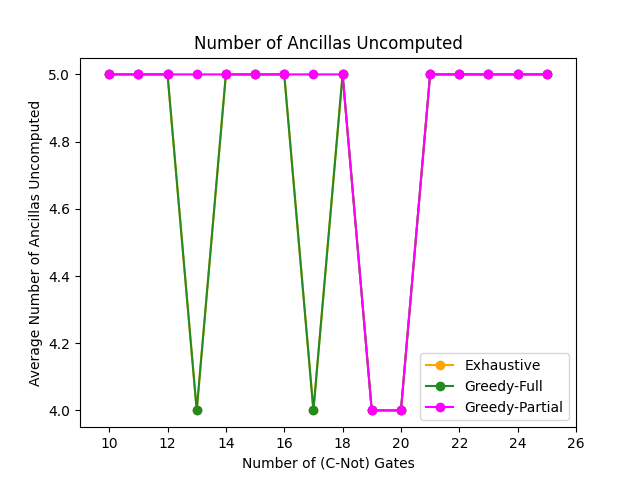 Number of Ancillas Uncomputed
Average Number of Ancillas Uncomputed
5.0
4.8
4.6
4.4
4.2
4.0
10 12 14 16 18 20 22 24 26
Number of (C-Not) Gates
Exhaustive
Greedy-Full
Greedy-Partial